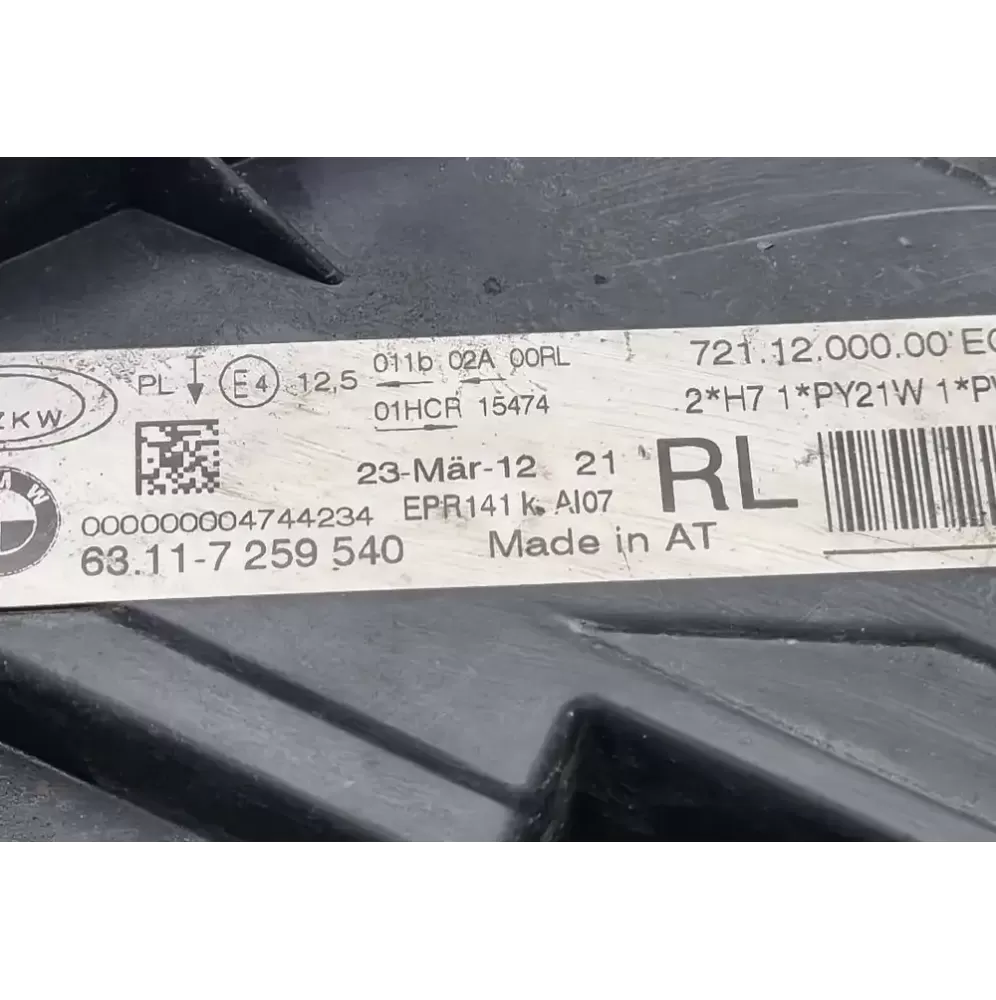 ZKW
PL E4 12,5
011b 02A 00RL
01HCR 15474
721.12.000.00
2*H7 1*PY21W
23-Mär-12 21
RL
000000004744234
EPR141 k. AI07
63.11-7 259 540
Made in AT